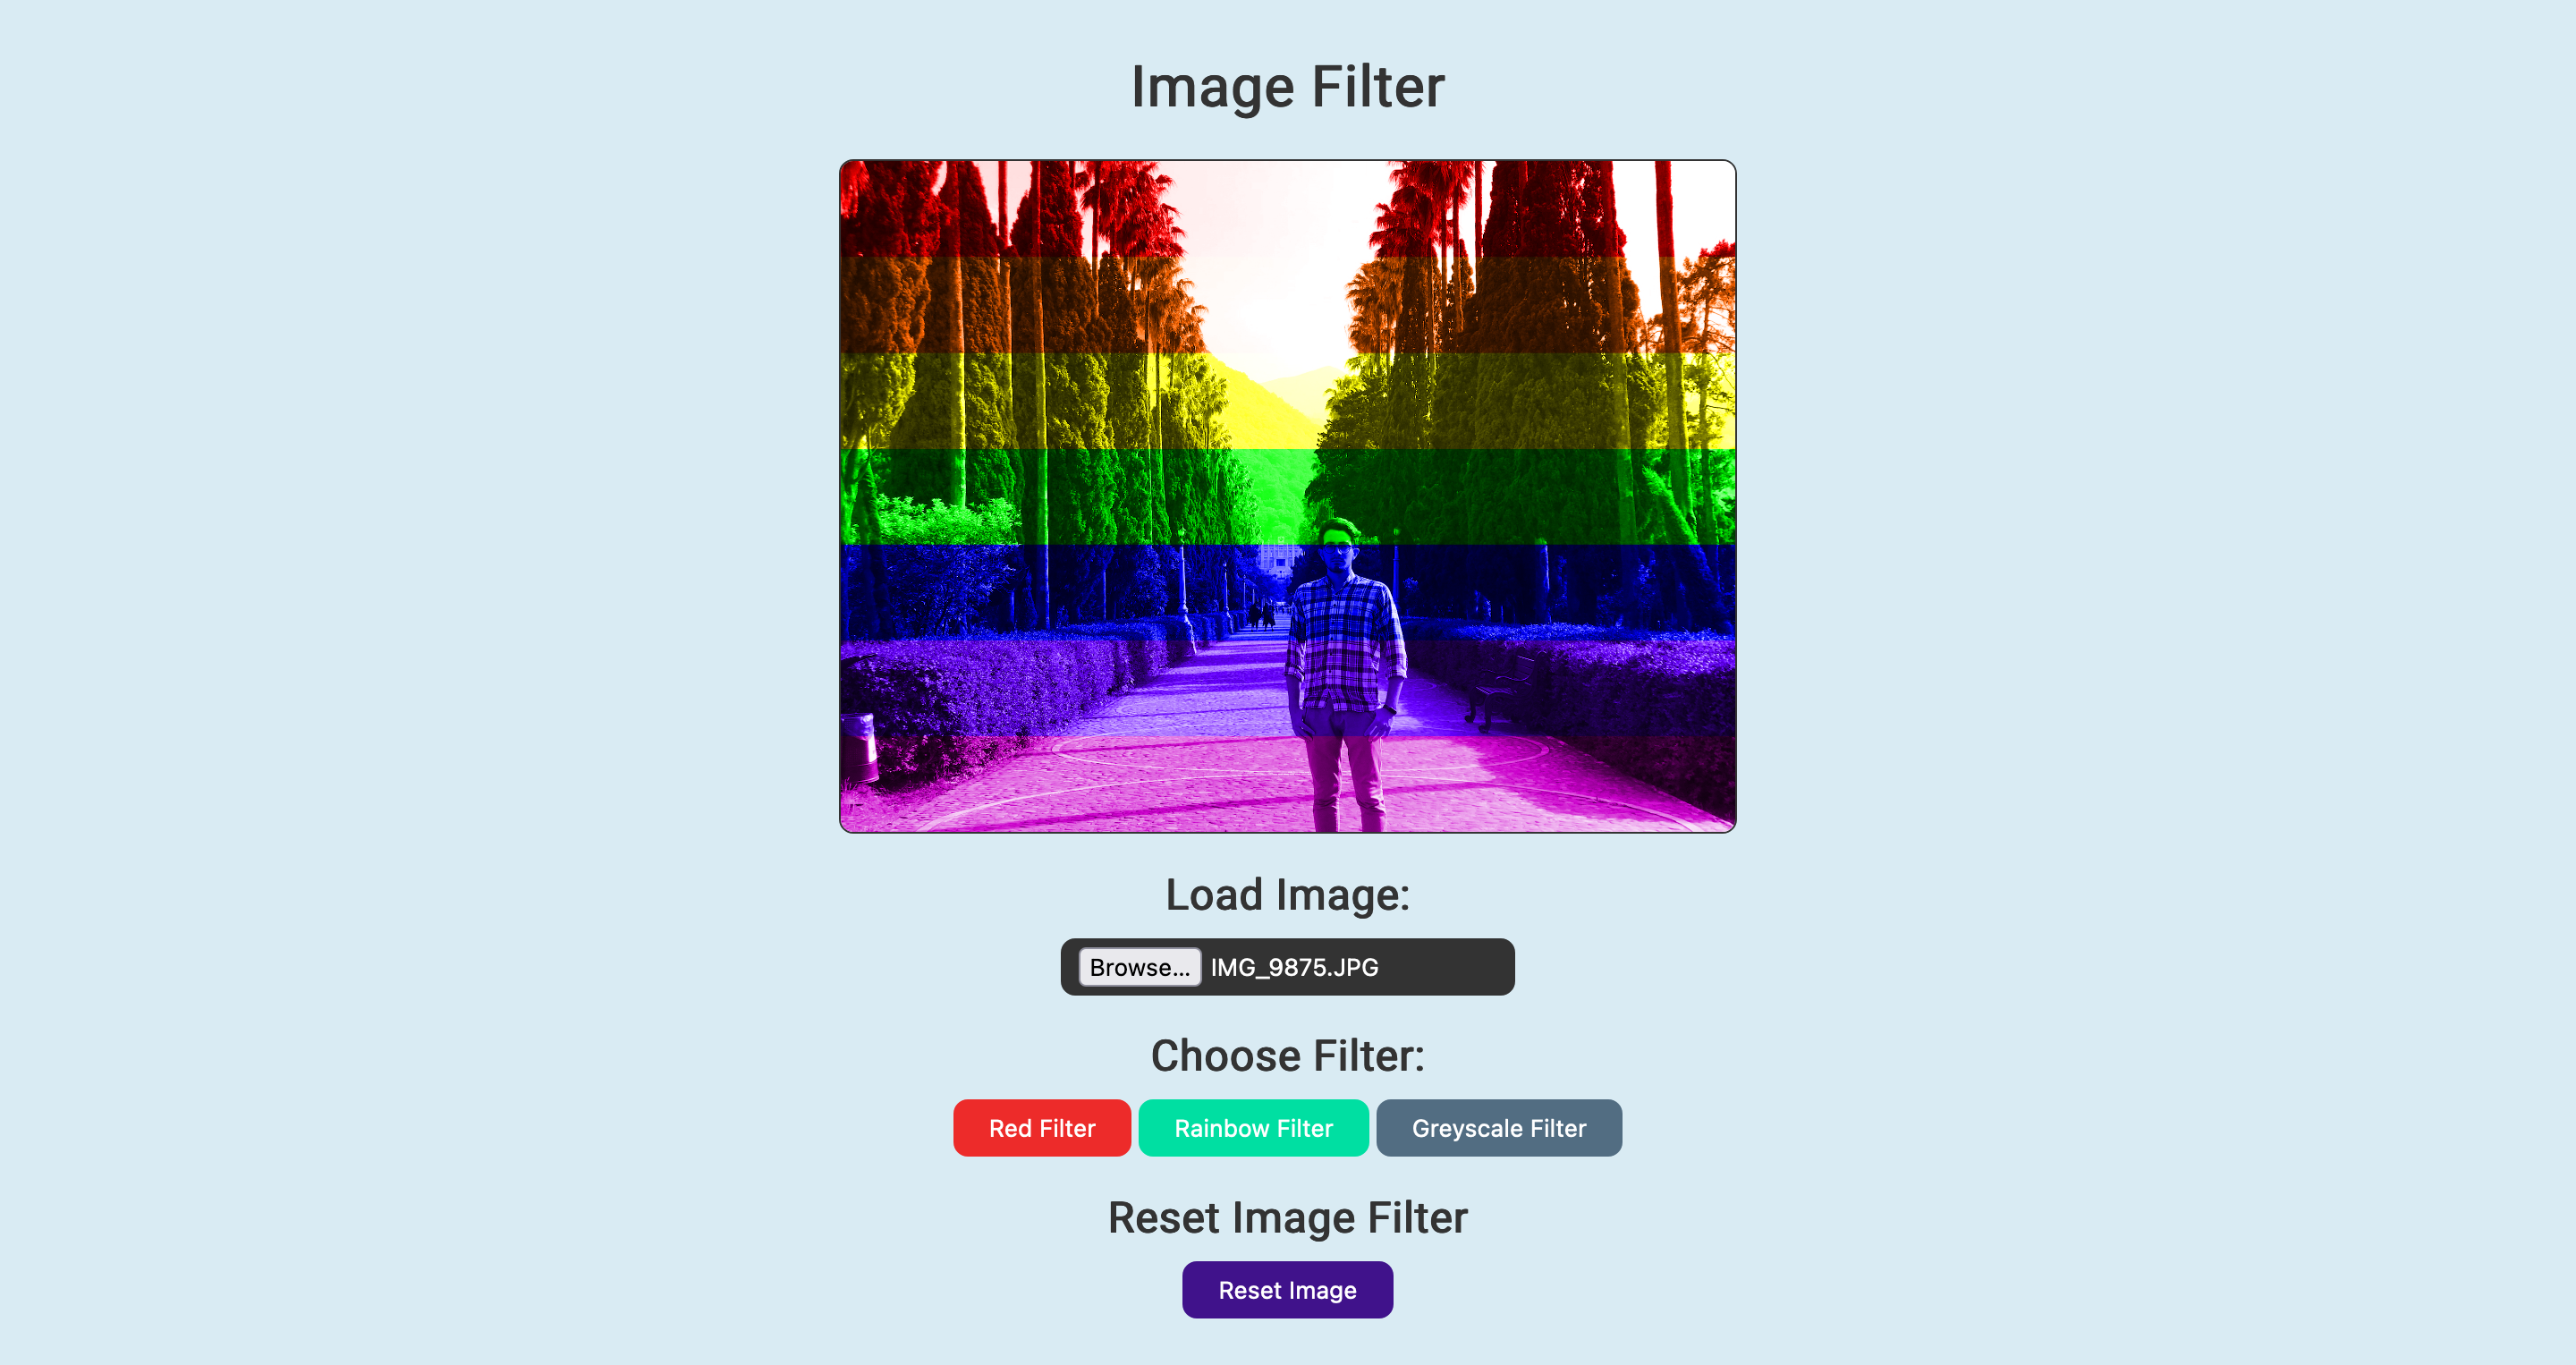 Image Filter
Load Image:
Browse... IMG_9875.JPG
Choose Filter:
Red Filter Rainbow Filter Greyscale Filter
Reset Image Filter
Reset Image